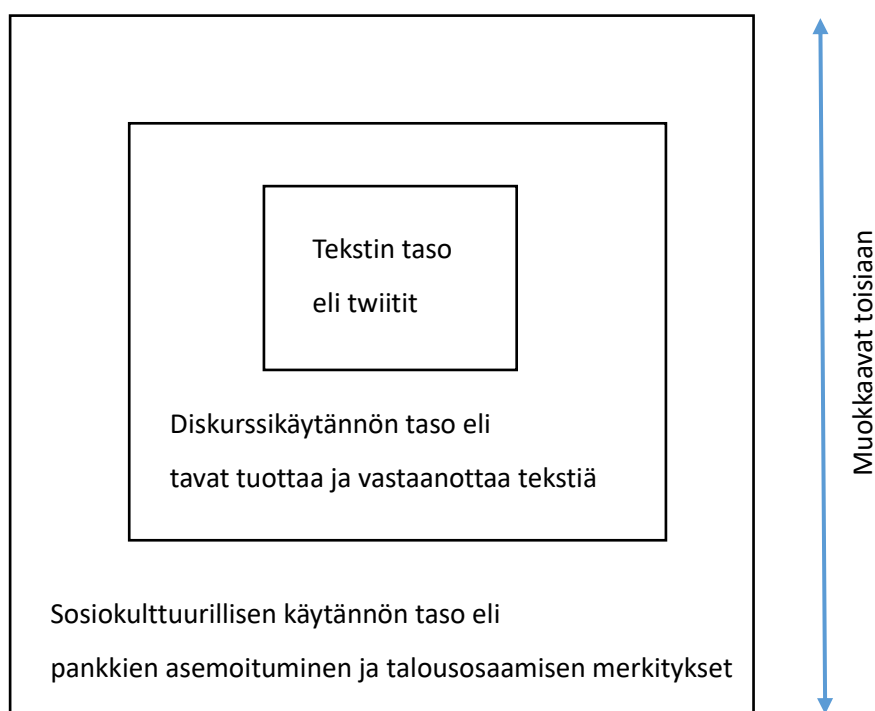 Tekstin taso
eli twiitit
Diskurssikäytännön taso eli
tavat tuottaa ja vastaanottaa tekstiä
Sosiokulttuurillisen käytännön taso eli
pankkien asemoituminen ja talousosaamisen merkitykset
Muokkaavat toisiaan